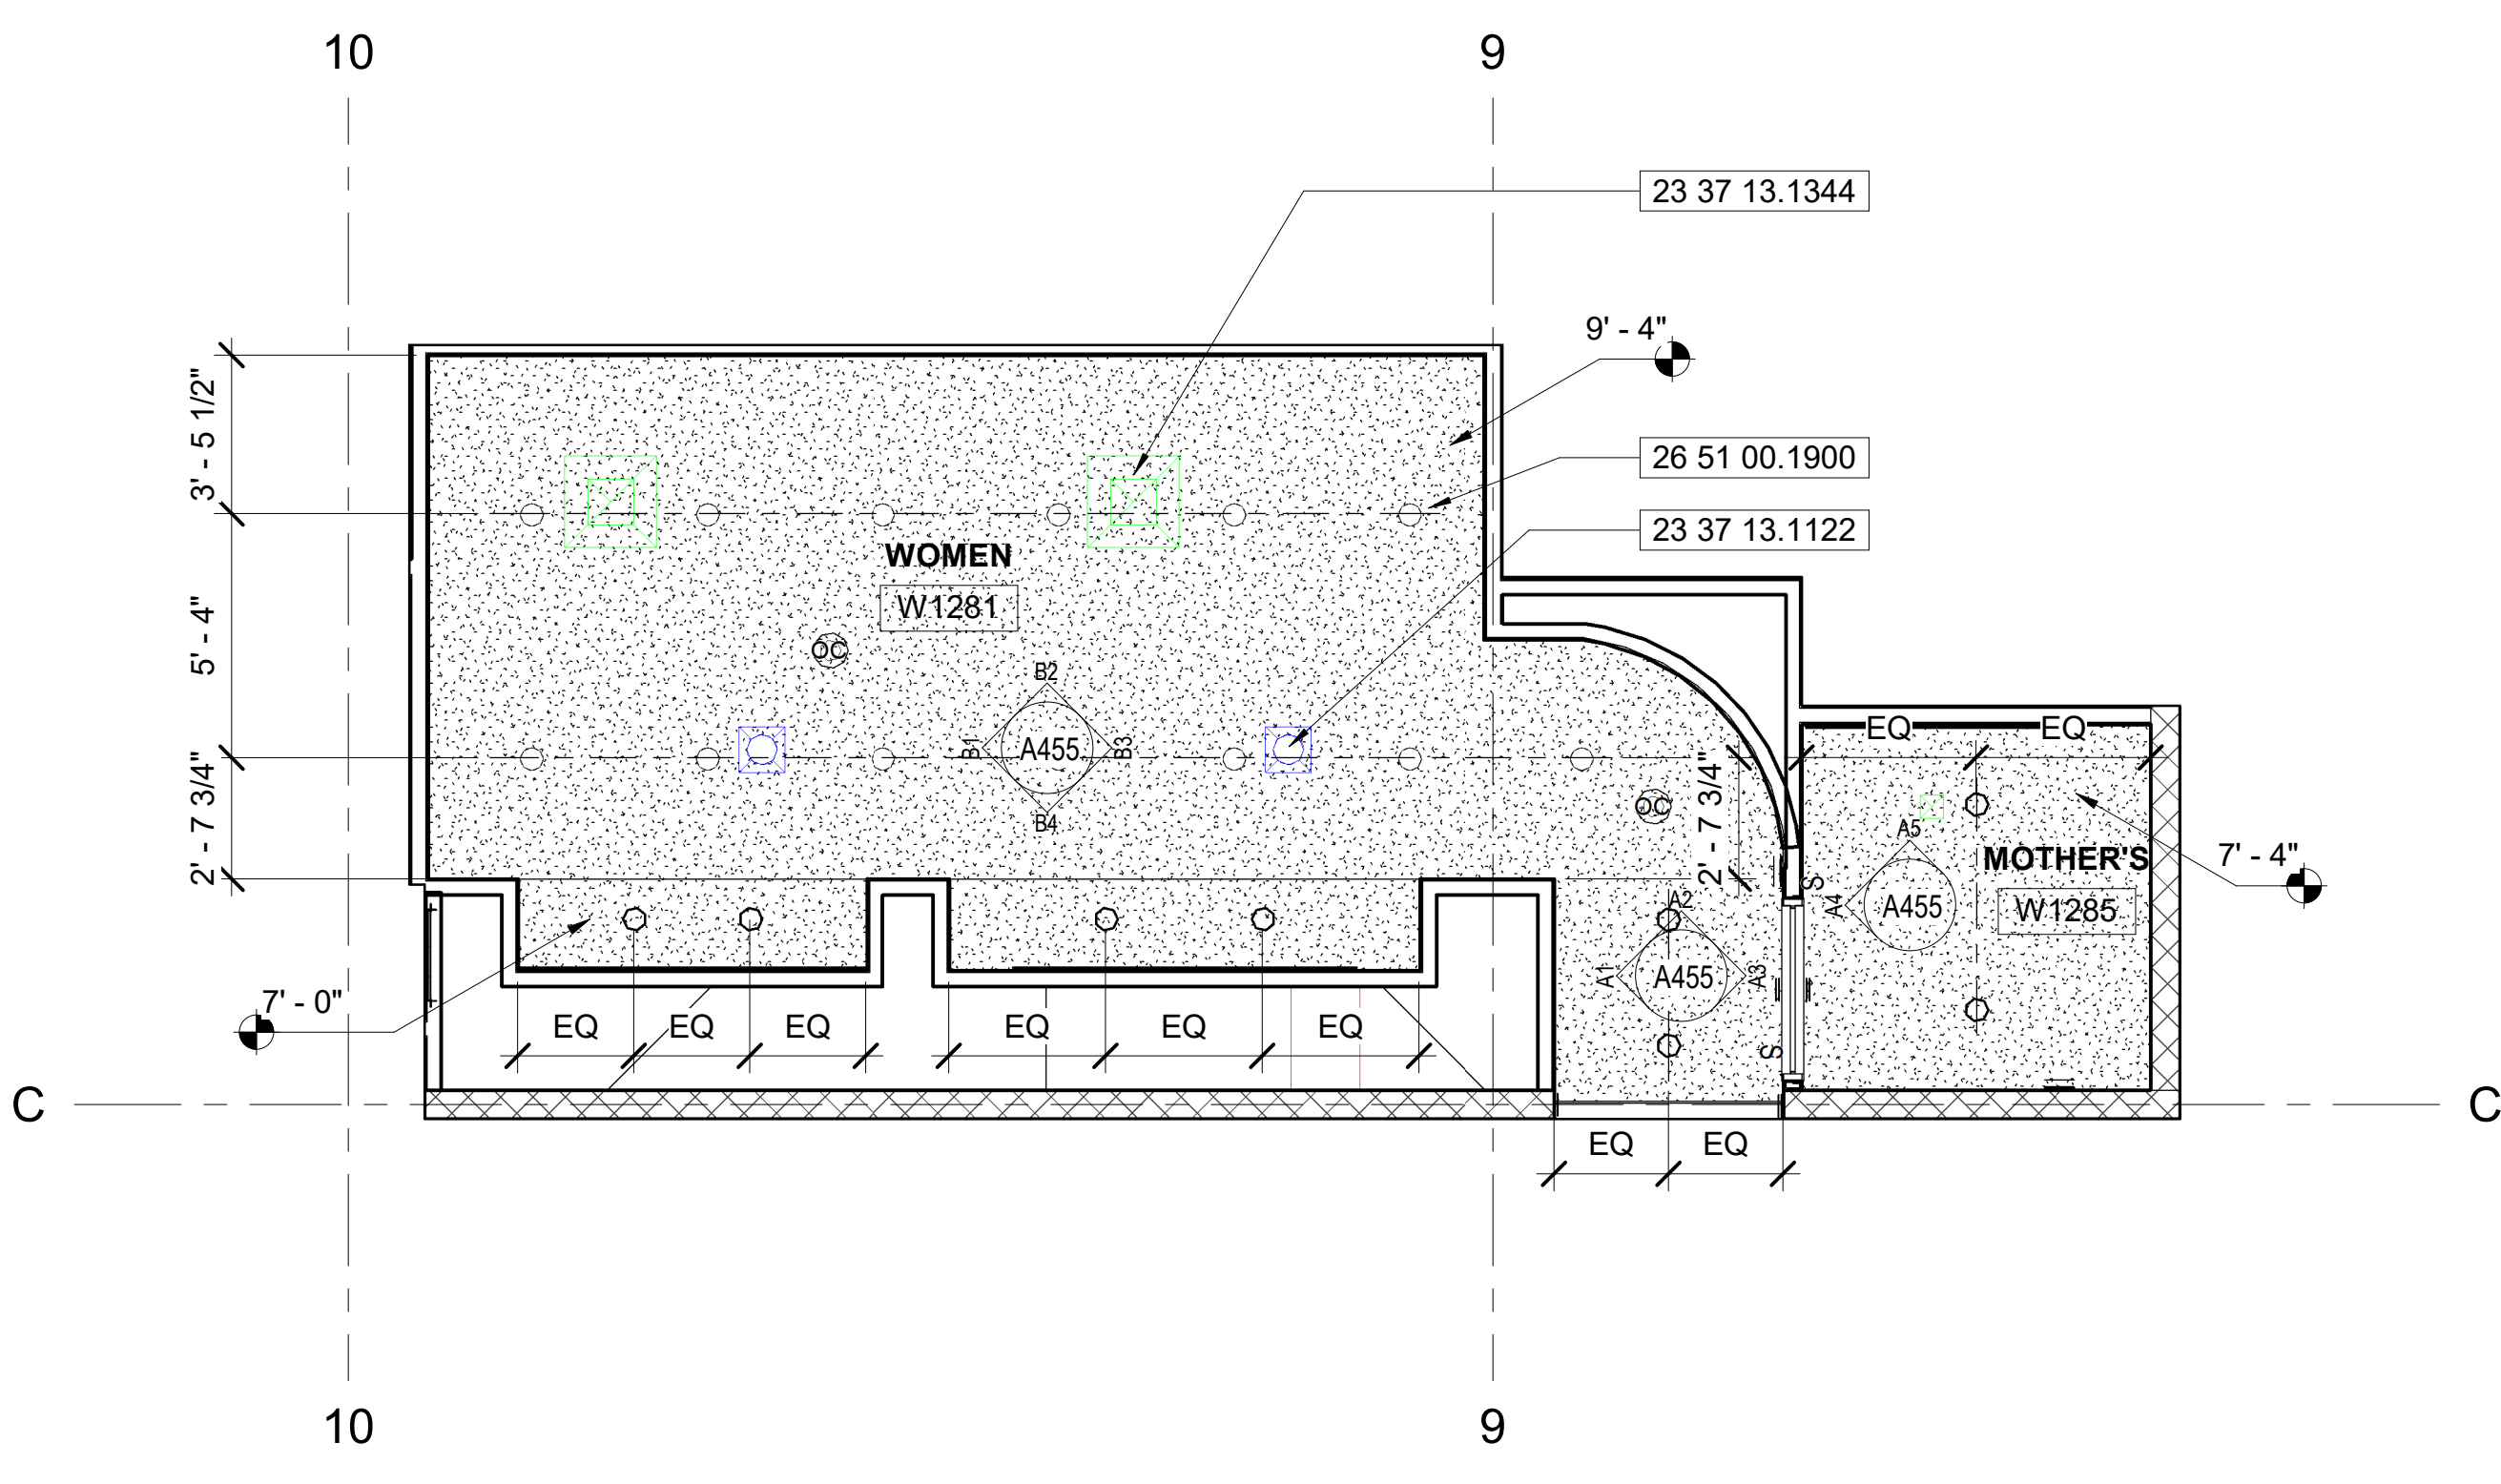 10
9
23 37 13.1344
9' - 4"
3' - 5 1/2"
26 51 00.1900
23 37 13.1122
WOMEN
W1281
5' - 4"
OC
B2
B1
A455
B3
B4
EQ
EQ
2' - 7 3/4"
2' - 7 3/4"
OC
A5
MOTHER'S
7' - 4"
S
A4
A455
W1285
A2
A1
A455
A3
7' - 0"
EQ
EQ
EQ
EQ
EQ
EQ
S
C
C
EQ
EQ
10
9